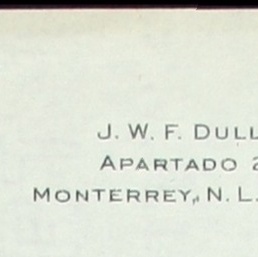 J. W. F. DULL
APARTADO 2
MONTERREY, N. L.